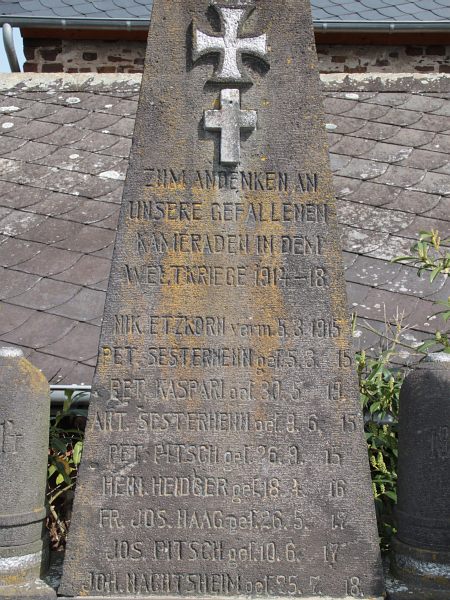 ZUM ANDENKEN AN
UNSERE GEFALLENEN
KAMERADEN IN DEM
WELTKRIEGE 1914-18
NIK. ETZKORN verm. 5.3.1915
PET. SESTERHENN gef. 5. 3. 15
PET. KASPARI gef. 30. 5 15
ANT. SESTERHENN gef. 9. 6. 15
PET. PITSCH gef. 26. 9. 15
HEIN. HEIDGER gef. 18. 4. 16
FR. JOS. HAAG gef. 26. 5. 17
JOS. PITSCH gef. 10. 6. 17
JOH. NACHTSHEIM gef. 25. 7. 18.